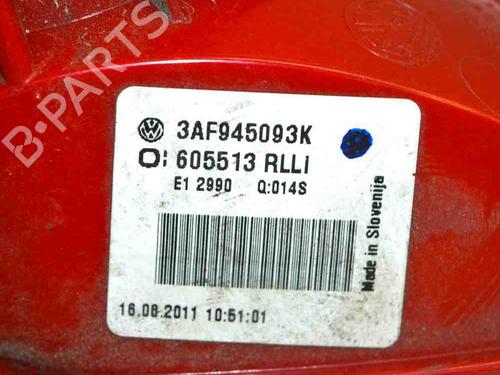 B-PARTS
3AF945093K
O: 605513 RLLi
E1 2990 Q:014S
16.08.2011 10:51:01
Made in Slovenija